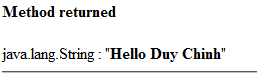 Method returned
java.lang.String : "Hello Duy Chinh"